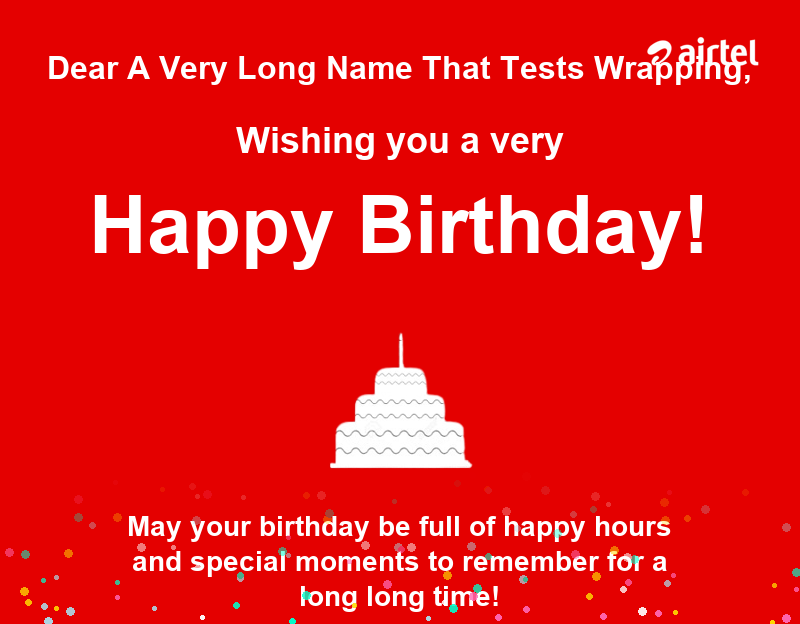 airtel
Dear A Very Long Name That Tests Wrapping,
Wishing you a very
Happy Birthday!
May your birthday be full of happy hours
and special moments to remember for a
long long time!